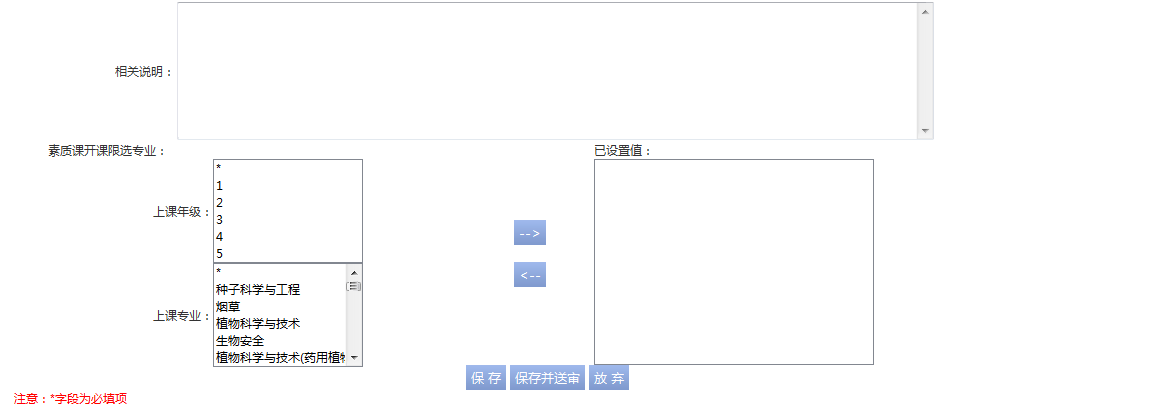 相关说明：
素质课开课限选专业：
已设置值：
上课年级：
*
1
2
3
4
5
-->
<--
上课专业：
*
种子科学与工程
烟草
植物科学与技术
生物安全
植物科学与技术(药用植物
保 存 保存并送审 放 弃
注意：*字段为必填项